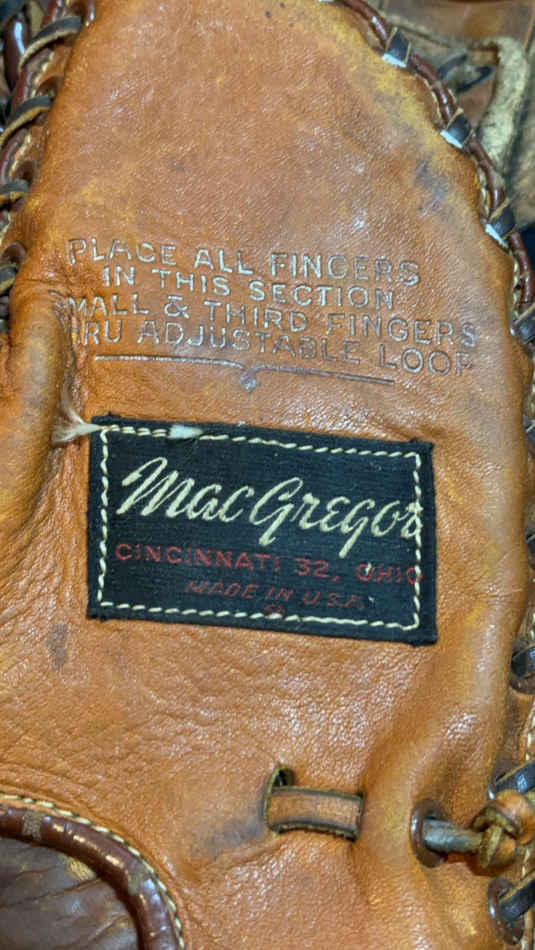 PLACE ALL FINGERS
IN THIS SECTION
SMALL & THIRD FINGERS
THRU ADJUSTABLE LOOP
MacGregor
CINCINNATI 32, OHIO
MADE IN U.S.A.